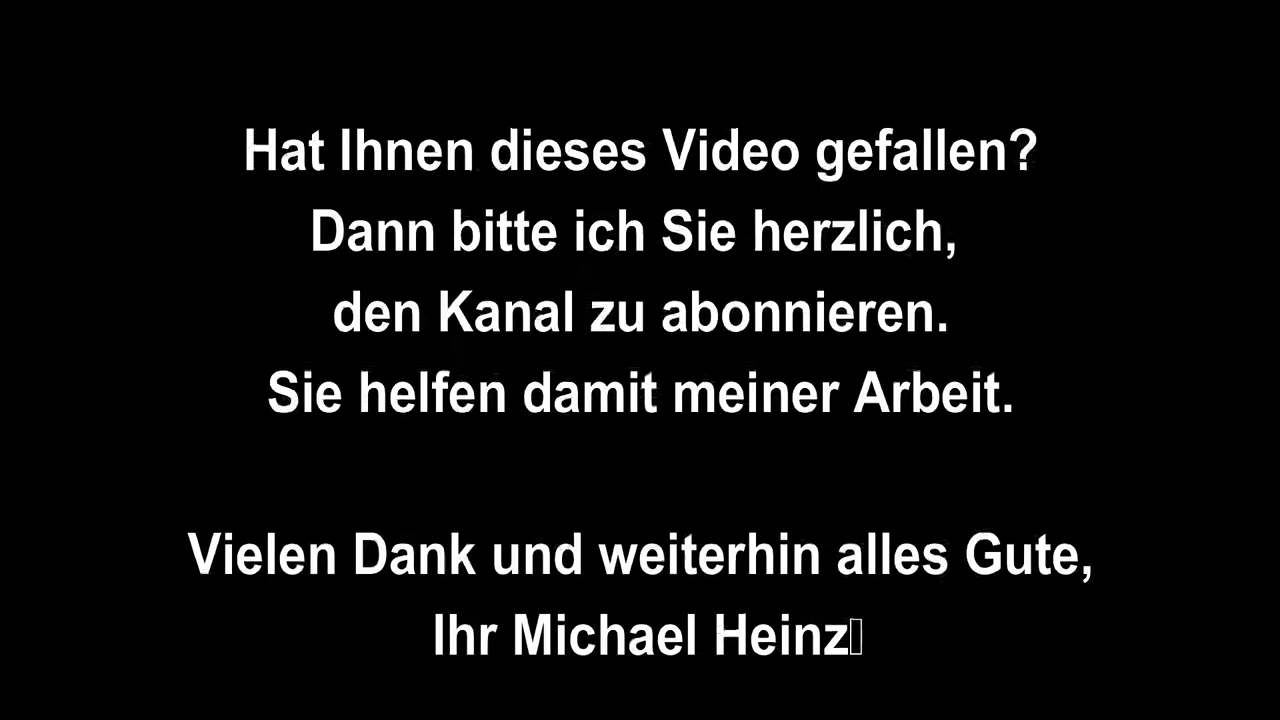 Hat Ihnen dieses Video gefallen?
Dann bitte ich Sie herzlich,
den Kanal zu abonnieren.
Sie helfen damit meiner Arbeit.
Vielen Dank und weiterhin alles Gute,
Ihr Michael Heinz